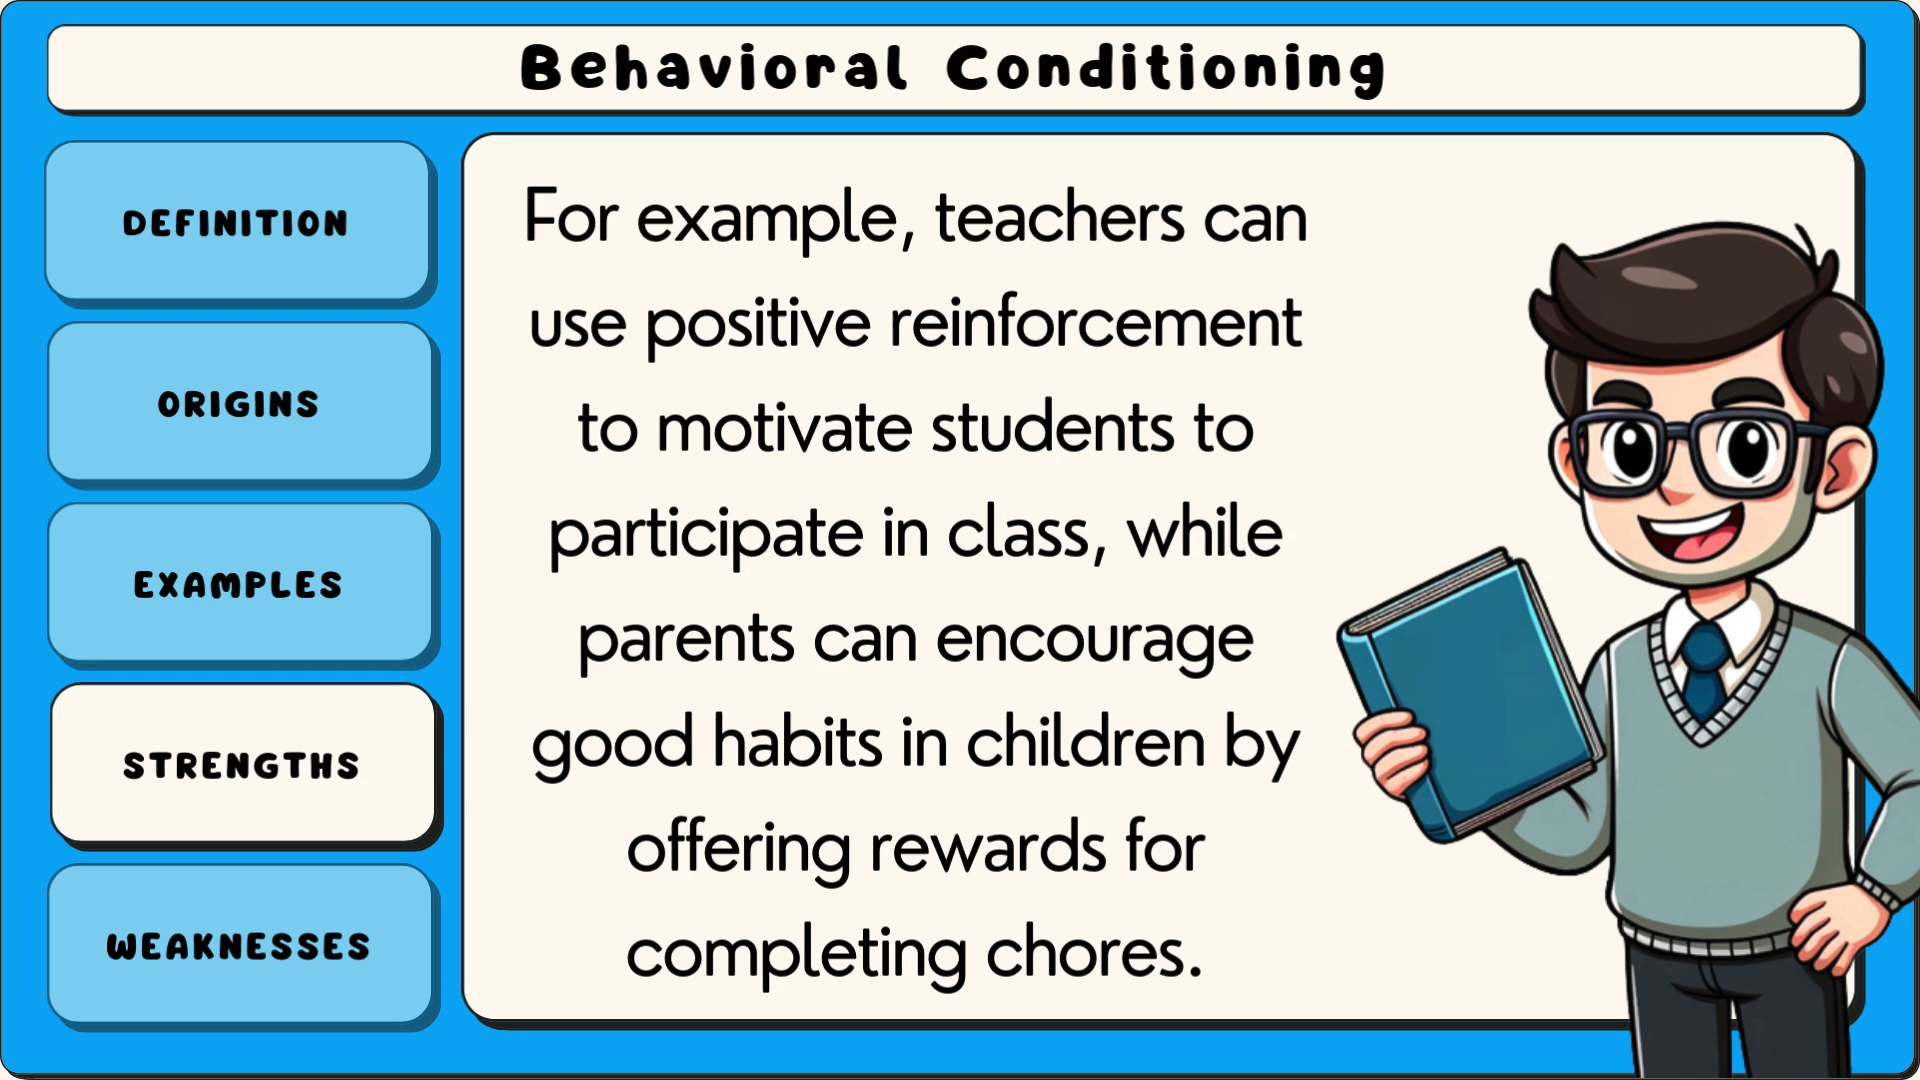 Behavioral Conditioning
DEFINITION
ORIGINS
EXAMPLES
STRENGTHS
WEAKNESSES
For example, teachers can
use positive reinforcement
to motivate students to
participate in class, while
parents can encourage
good habits in children by
offering rewards for
completing chores.